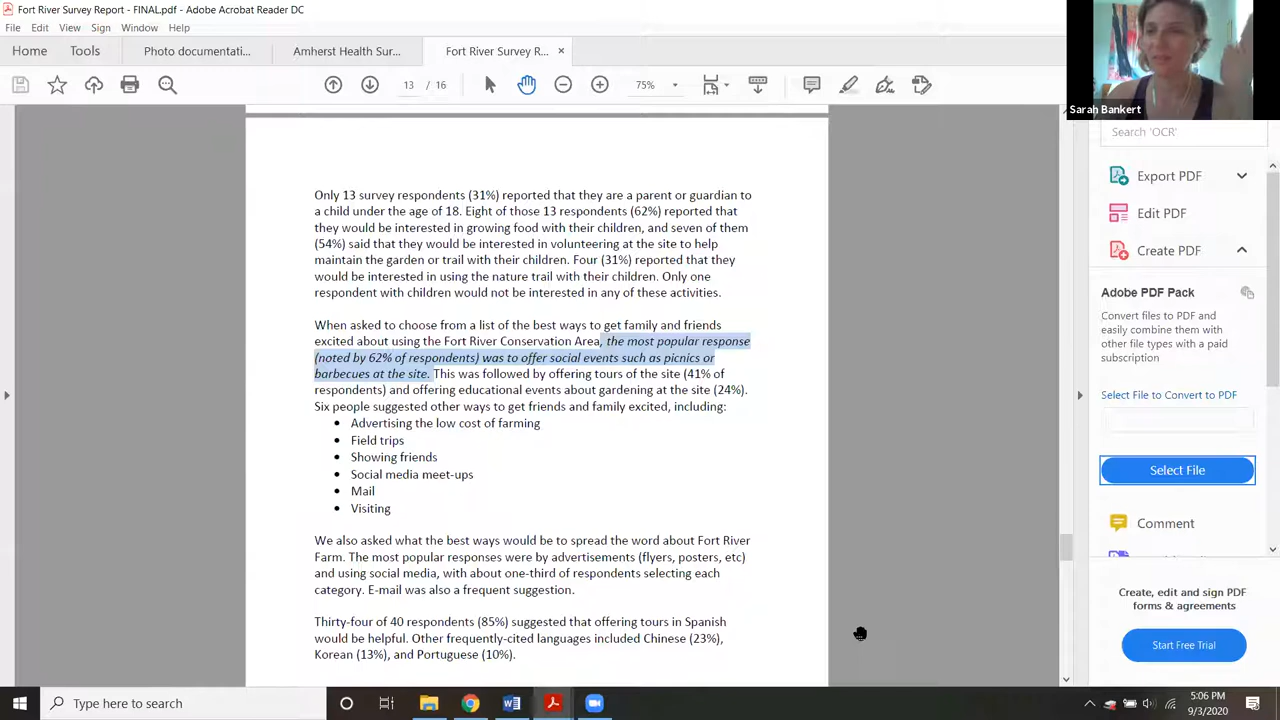 Fort River Survey Report - FINAL.pdf - Adobe Acrobat Reader DC
File Edit View Sign Window Help
Home Tools Photo documentati... Amherst Health Sur... Fort River Survey R... ×
13 / 16 75%
Sarah Bankert
Only 13 survey respondents (31%) reported that they are a parent or guardian to
a child under the age of 18. Eight of those 13 respondents (62%) reported that
they would be interested in growing food with their children, and seven of them
(54%) said that they would be interested in volunteering at the site to help
maintain the garden or trail with their children. Four (31%) reported that they
would be interested in using the nature trail with their children. Only one
respondent with children would not be interested in any of these activities.
When asked to choose from a list of the best ways to get family and friends
excited about using the Fort River Conservation Area, the most popular response
(noted by 62% of respondents) was to offer social events such as picnics or
barbecues at the site. This was followed by offering tours of the site (41% of
respondents) and offering educational events about gardening at the site (24%).
Six people suggested other ways to get friends and family excited, including:
• Advertising the low cost of farming
• Field trips
• Showing friends
• Social media meet-ups
• Mail
• Visiting
We also asked what the best ways would be to spread the word about Fort River
Farm. The most popular responses were by advertisements (flyers, posters, etc)
and using social media, with about one-third of respondents selecting each
category. E-mail was also a frequent suggestion.
Thirty-four of 40 respondents (85%) suggested that offering tours in Spanish
would be helpful. Other frequently-cited languages included Chinese (23%),
Korean (13%), and Portuguese (10%).
Search 'OCR'
Export PDF
Edit PDF
Create PDF
Adobe PDF Pack
Convert files to PDF and
easily combine them with
other file types with a paid
subscription
Select File to Convert to PDF
Select File
Comment
Create, edit and sign PDF
forms & agreements
Start Free Trial
Type here to search
5:06 PM
9/3/2020